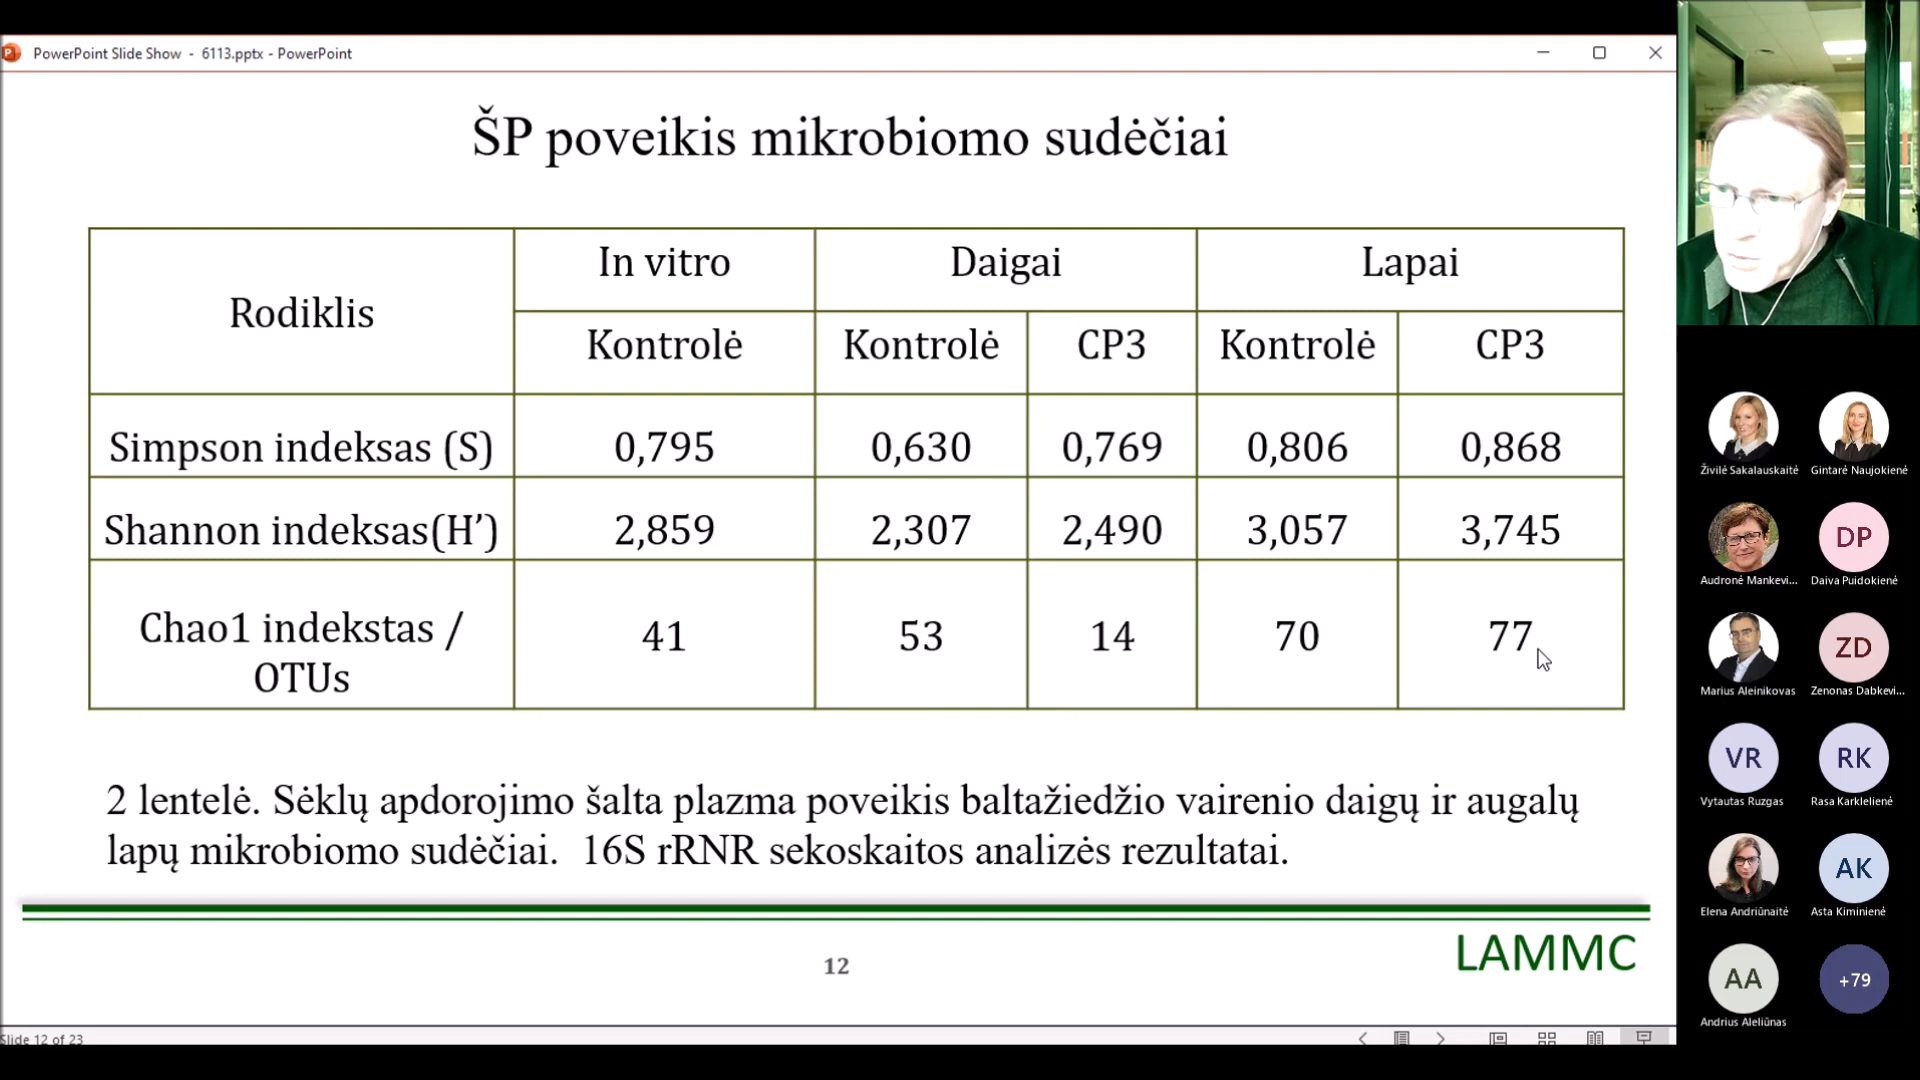 PowerPoint Slide Show - 6113.pptx - PowerPoint
ŠP poveikis mikrobiomo sudėčiai
Rodiklis In vitro Daigai Lapai
Kontrolė Kontrolė CP3 Kontrolė CP3
Simpson indeksas (S) 0,795 0,630 0,769 0,806 0,868
Shannon indeksas(H’) 2,859 2,307 2,490 3,057 3,745
Chao1 indekstas / 41 53 14 70 77
OTUs
2 lentelė. Sėklų apdorojimo šalta plazma poveikis baltažiedžio vairenio daigų ir augalų
lapų mikrobiomo sudėčiai. 16S rRNR sekoskaitos analizės rezultatai.
LAMMC
12
Slide 12 of 23
Živilė Sakalauskaitė Gintarė Naujokienė
DP
Audronė Mankevi... Daiva Puidokienė
ZD
Marius Aleinikovas Zenonas Dabkevi...
VR RK
Vytautas Ruzgas Rasa Karklelienė
AK
Elena Andriūnaitė Asta Kiminienė
AA +79
Andrius Aleliūnas